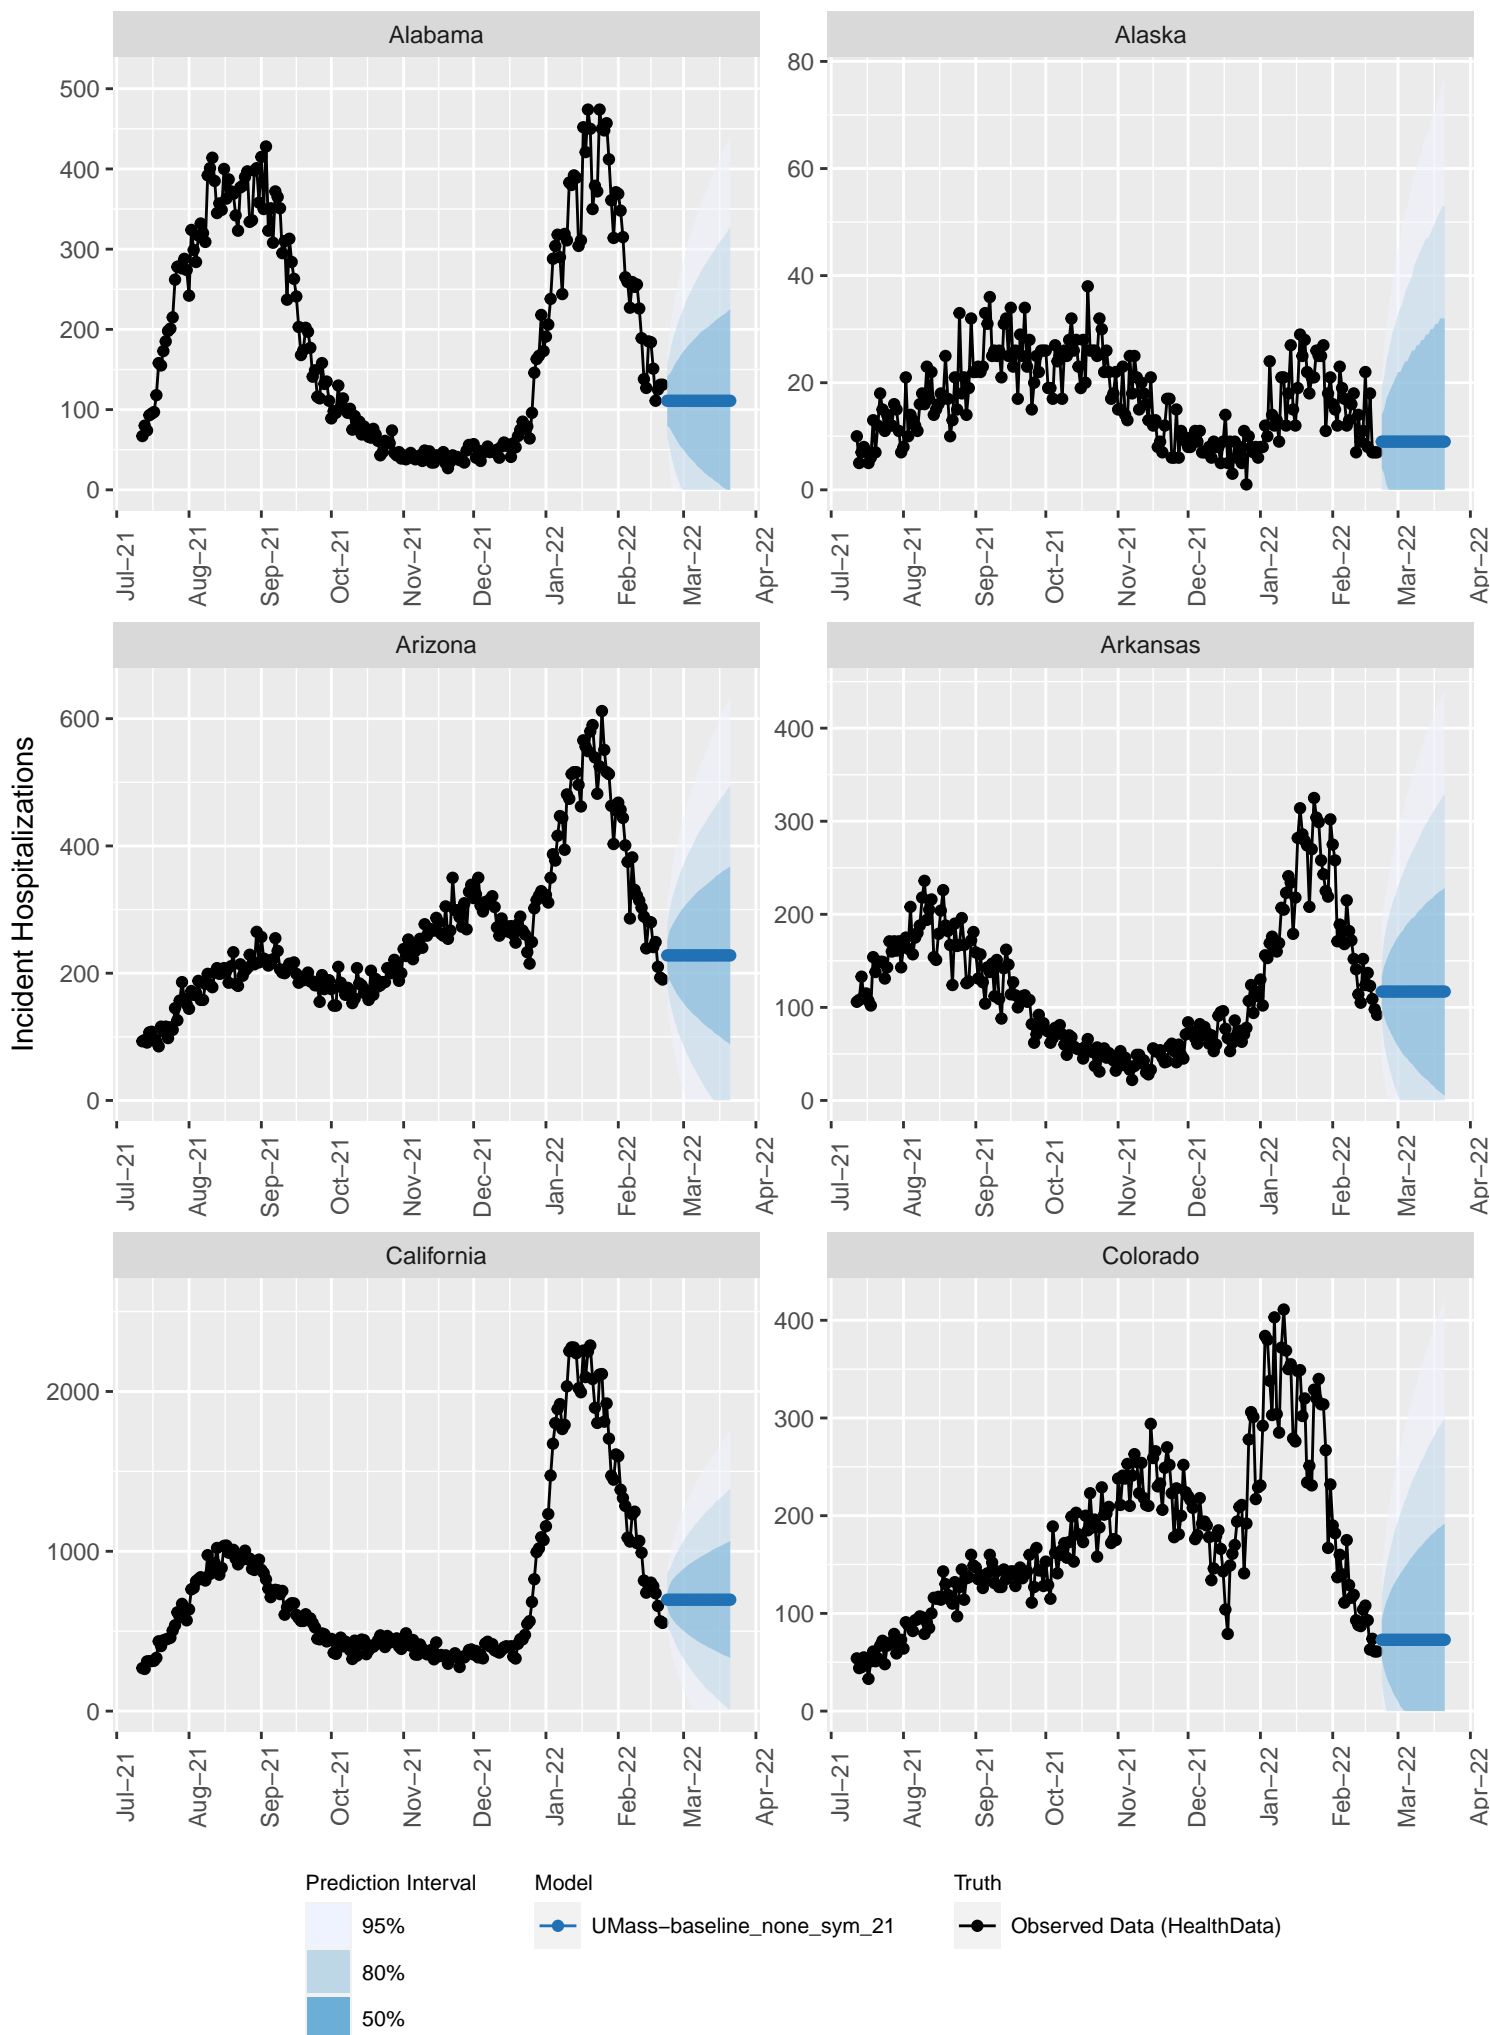 Alabama
Alaska
500
400
300
200
100
0
80
60
40
20
0
Jul−21 Aug−21 Sep−21 Oct−21 Nov−21 Dec−21 Jan−22 Feb−22 Mar−22 Apr−22
Jul−21 Aug−21 Sep−21 Oct−21 Nov−21 Dec−21 Jan−22 Feb−22 Mar−22 Apr−22
Incident Hospitalizations
Arizona
Arkansas
600
400
200
0
400
300
200
100
0
Jul−21 Aug−21 Sep−21 Oct−21 Nov−21 Dec−21 Jan−22 Feb−22 Mar−22 Apr−22
Jul−21 Aug−21 Sep−21 Oct−21 Nov−21 Dec−21 Jan−22 Feb−22 Mar−22 Apr−22
California
Colorado
2000
1000
0
400
300
200
100
0
Jul−21 Aug−21 Sep−21 Oct−21 Nov−21 Dec−21 Jan−22 Feb−22 Mar−22 Apr−22
Jul−21 Aug−21 Sep−21 Oct−21 Nov−21 Dec−21 Jan−22 Feb−22 Mar−22 Apr−22
Prediction Interval
95%
80%
50%
Model
UMass−baseline_none_sym_21
Truth
Observed Data (HealthData)